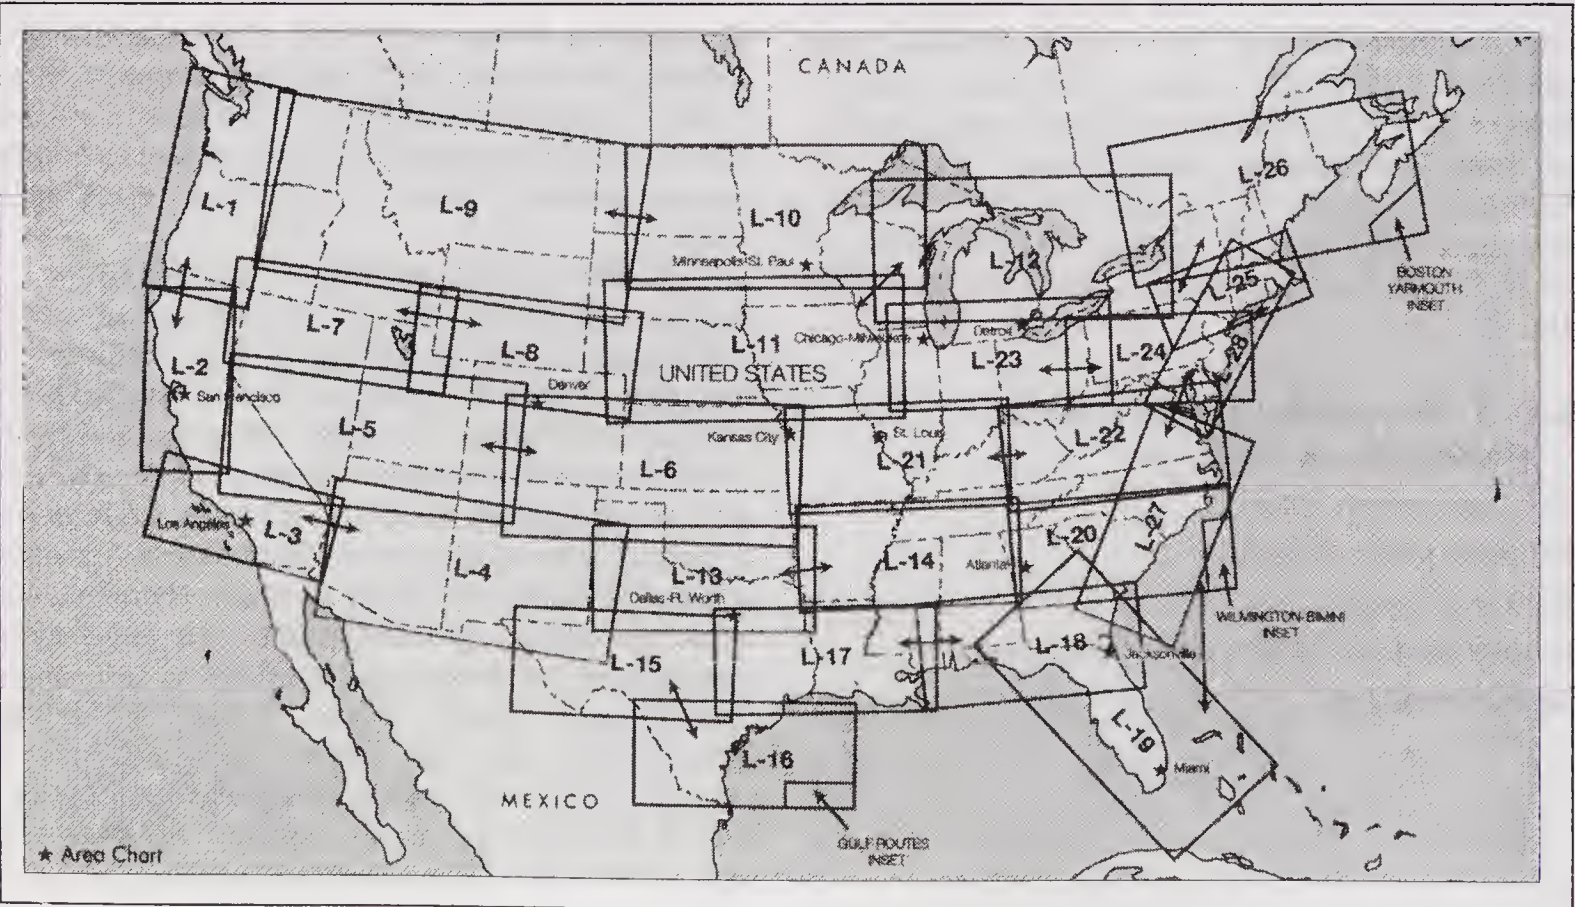 CANADA
L-26
L-1
L-9
L-10
Minneapolis-St. Paul
L-12
BOSTON
YARMOUTH
INSET
L-25
L-7
L-8
L-11
Chicago-Milwaukee
Detroit
L-23
L-24
L-28
UNITED STATES
L-2
San Francisco
Denver
L-5
Kansas City
St. Louis
L-22
L-21
L-6
Los Angeles
L-3
L-4
L-13
Dallas-Ft. Worth
L-14
Atlanta
L-20
L-27
WILMINGTON-BIMINI
INSET
L-15
L-17
L-18
Jacksonville
L-19
Miami
L-16
MEXICO
GULF ROUTES
INSET
★ Area Chart